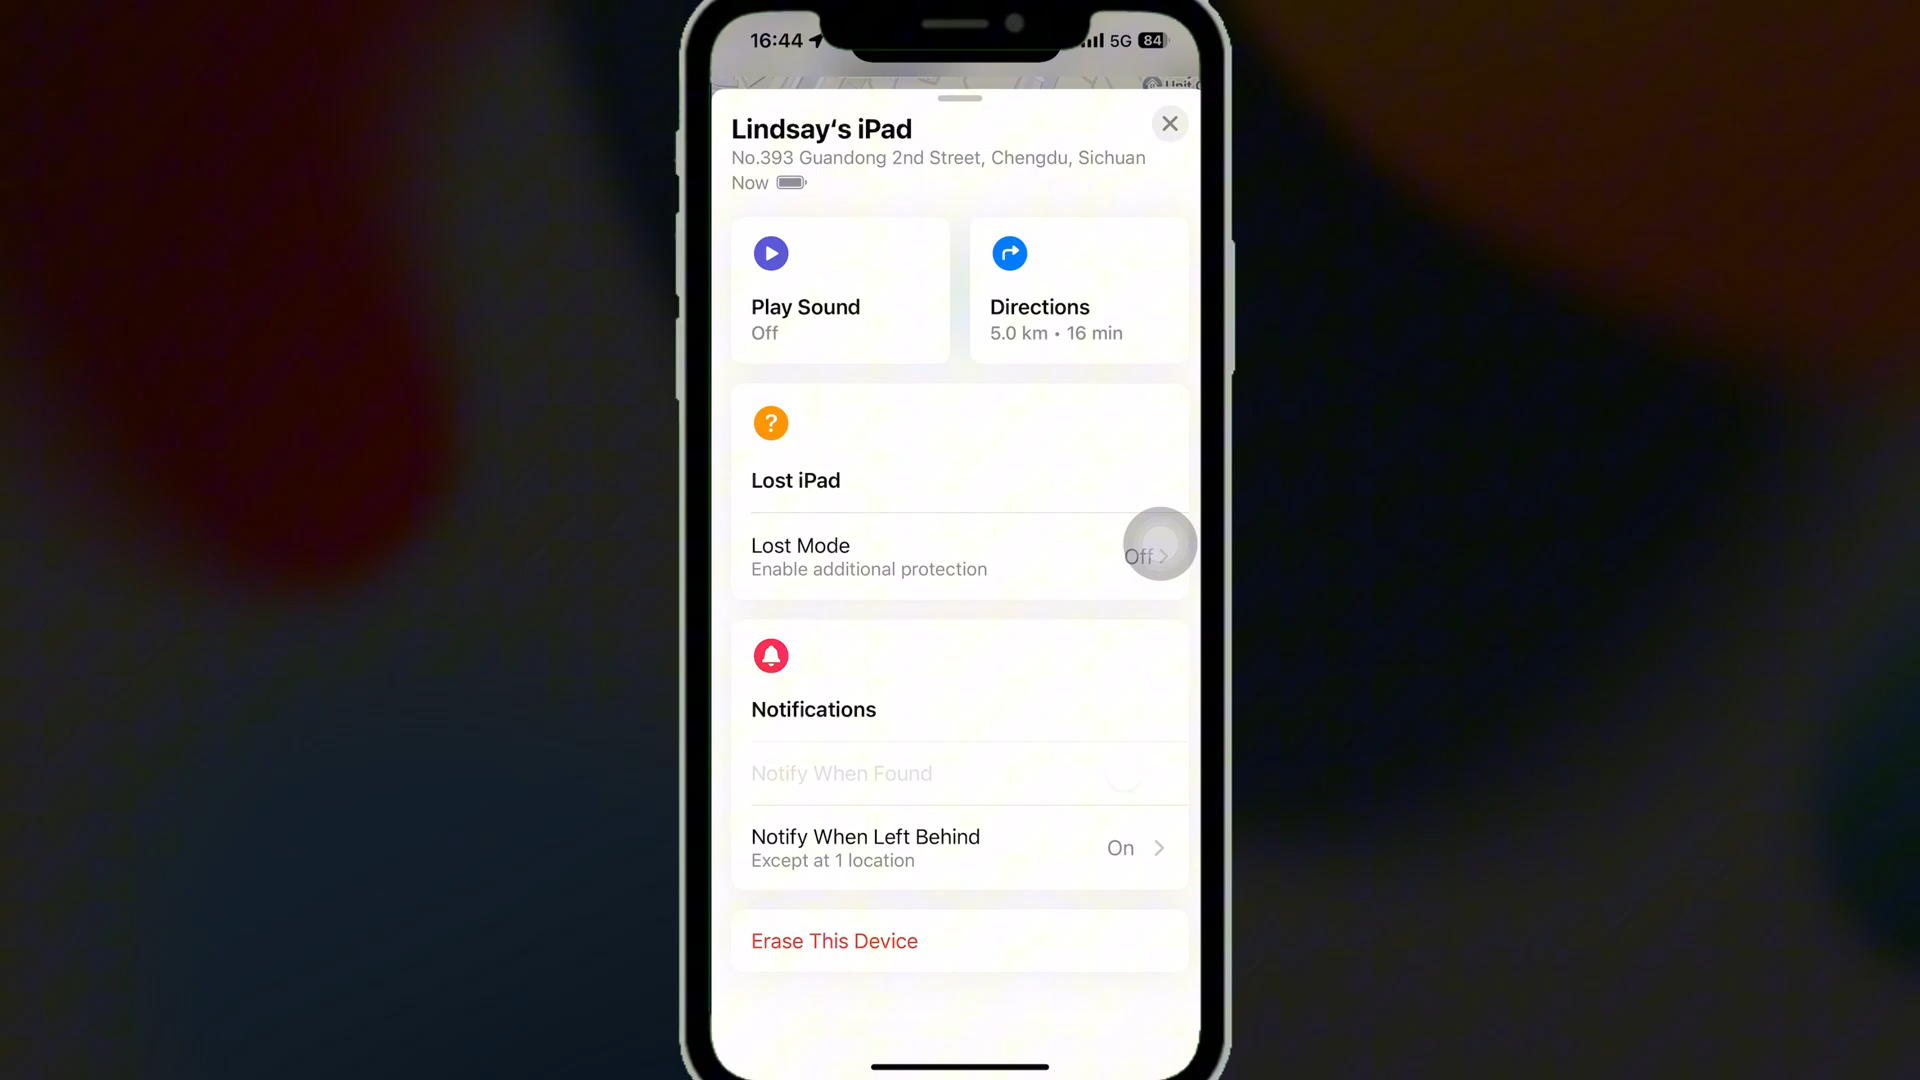 16:44
5G 84
Lindsay‘s iPad
No.393 Guandong 2nd Street, Chengdu, Sichuan
Now
Play Sound
Off
Directions
5.0 km • 16 min
?
Lost iPad
Lost Mode
Enable additional protection
Off
Notifications
Notify When Found
Notify When Left Behind
Except at 1 location
On
Erase This Device